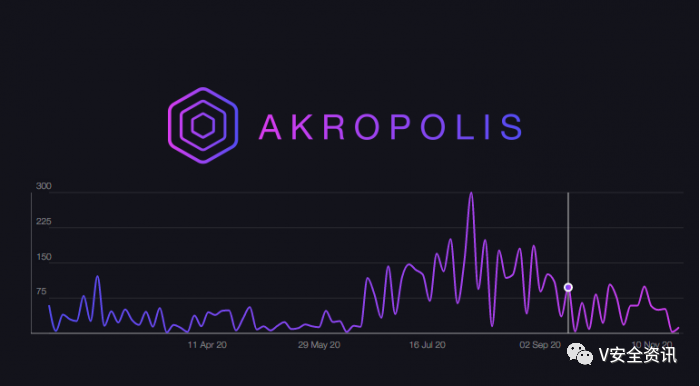 AKROPOLIS
300
225
150
75
11 Apr 20
29 May 20
16 Jul 20
02 Sep 20
10 Nov 20
V安全资讯